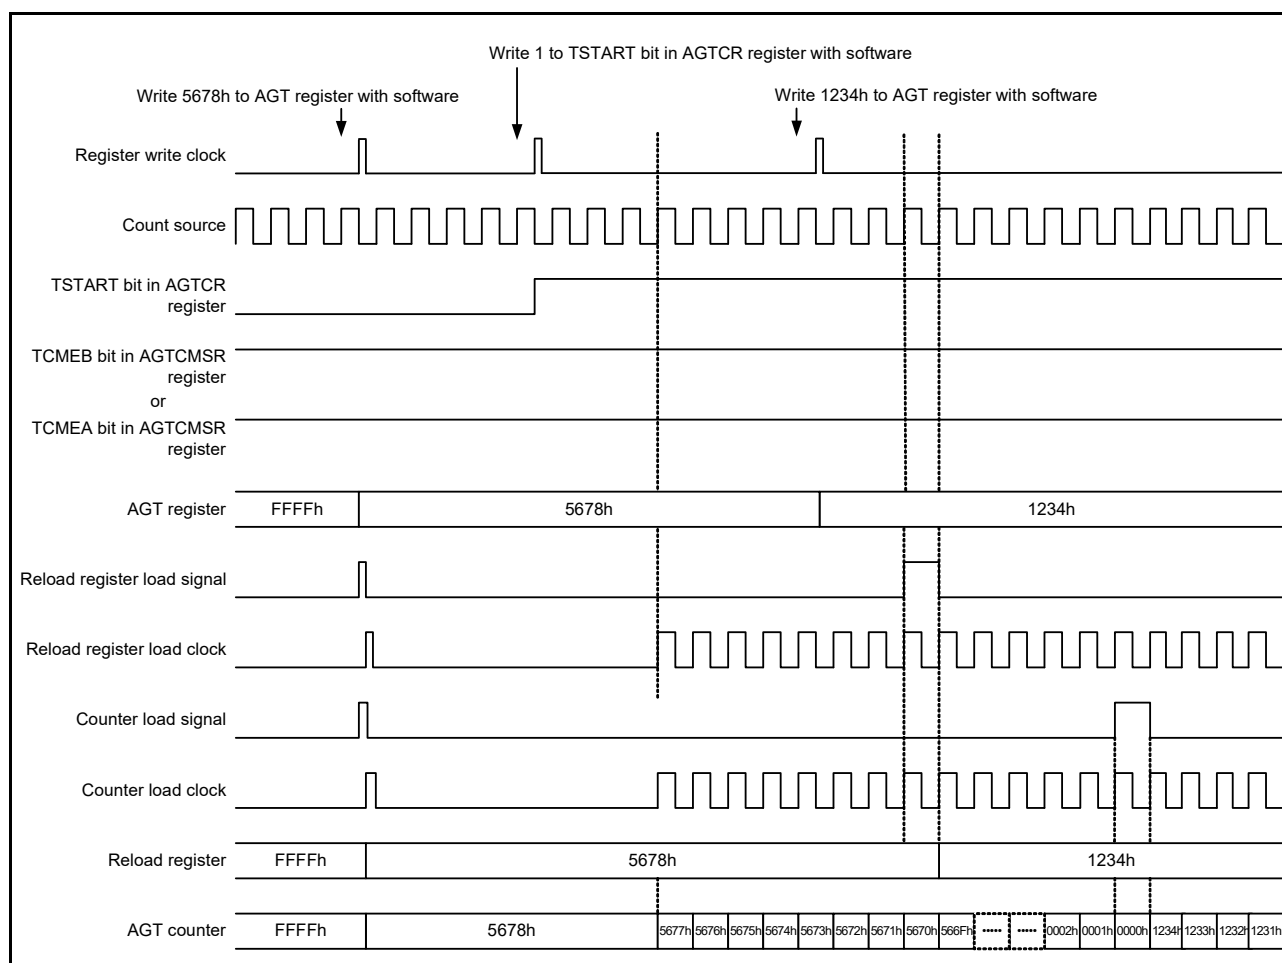 Write 1 to TSTART bit in AGTCR register with software
Write 5678h to AGT register with software
Write 1234h to AGT register with software
Register write clock
Count source
TSTART bit in AGTCR
register
TCMEB bit in AGTCMSR
register
or
TCMEA bit in AGTCMSR
register
AGT register FFFFh 5678h 1234h
Reload register load signal
Reload register load clock
Counter load signal
Counter load clock
Reload register FFFFh 5678h 1234h
AGT counter FFFFh 5678h 5677h 5676h 5675h 5674h 5673h 5672h 5671h 5670h 566Fh ----- ----- 0002h 0001h 0000h 1234h 1233h 1232h 1231h